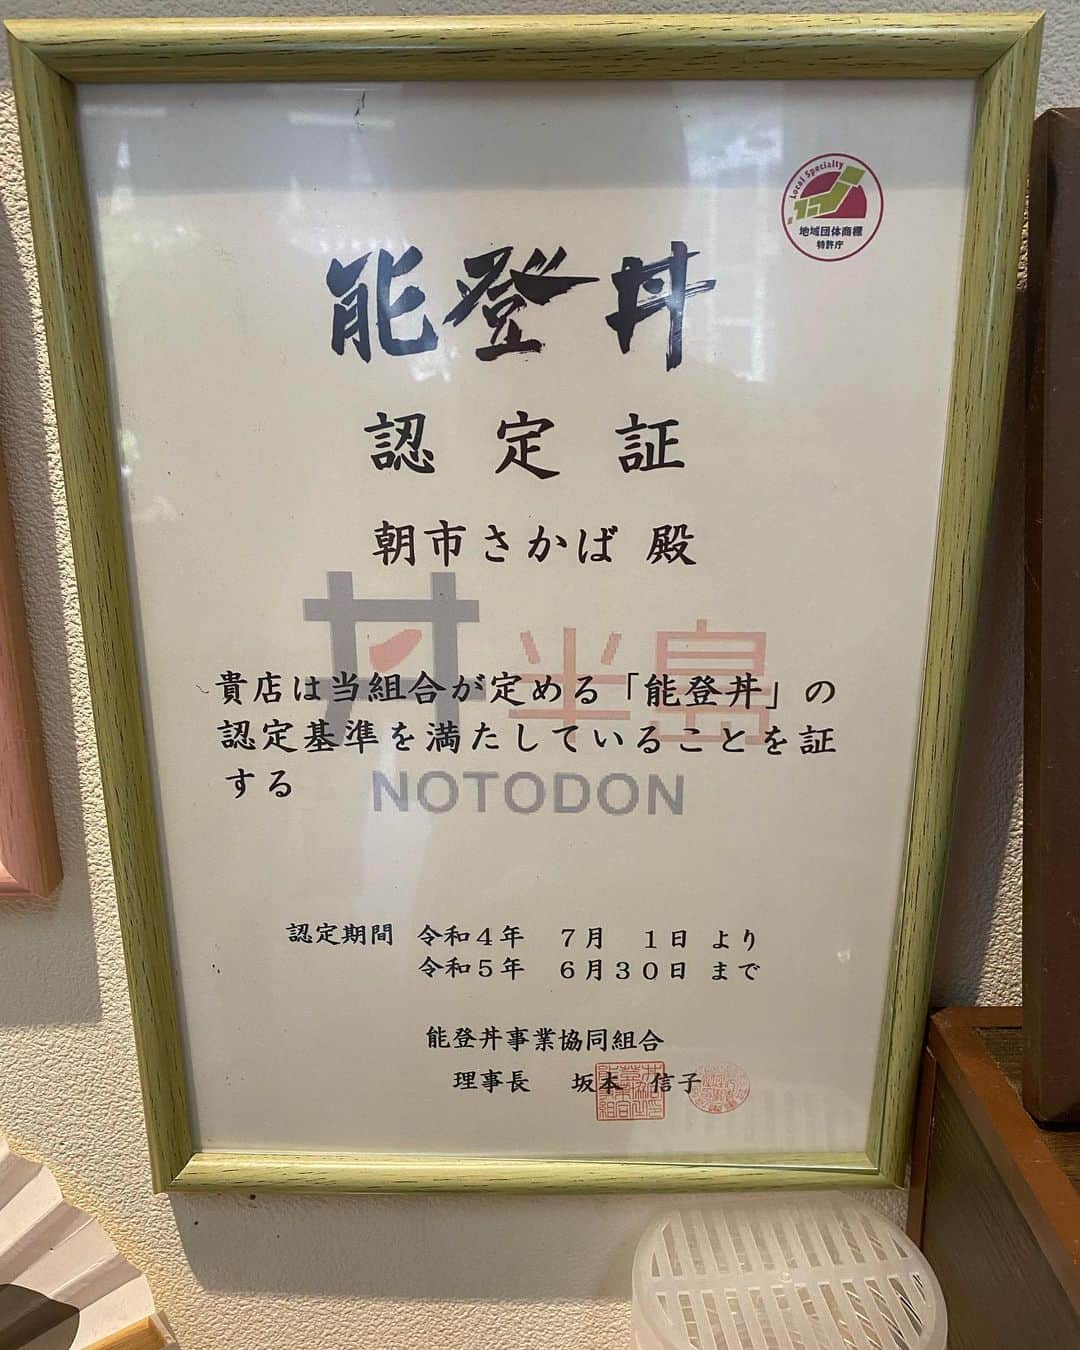 Local Specialty
地域団体商標
特許庁
能登丼
認定証
朝市さかば 殿
丼半島
NOTODON
貴店は当組合が定める「能登丼」の
認定基準を満たしていることを証
する
認定期間 令和4年 7月 1日 より
令和5年 6月30日 まで
能登丼事業協同組合
理事長 坂本 信子